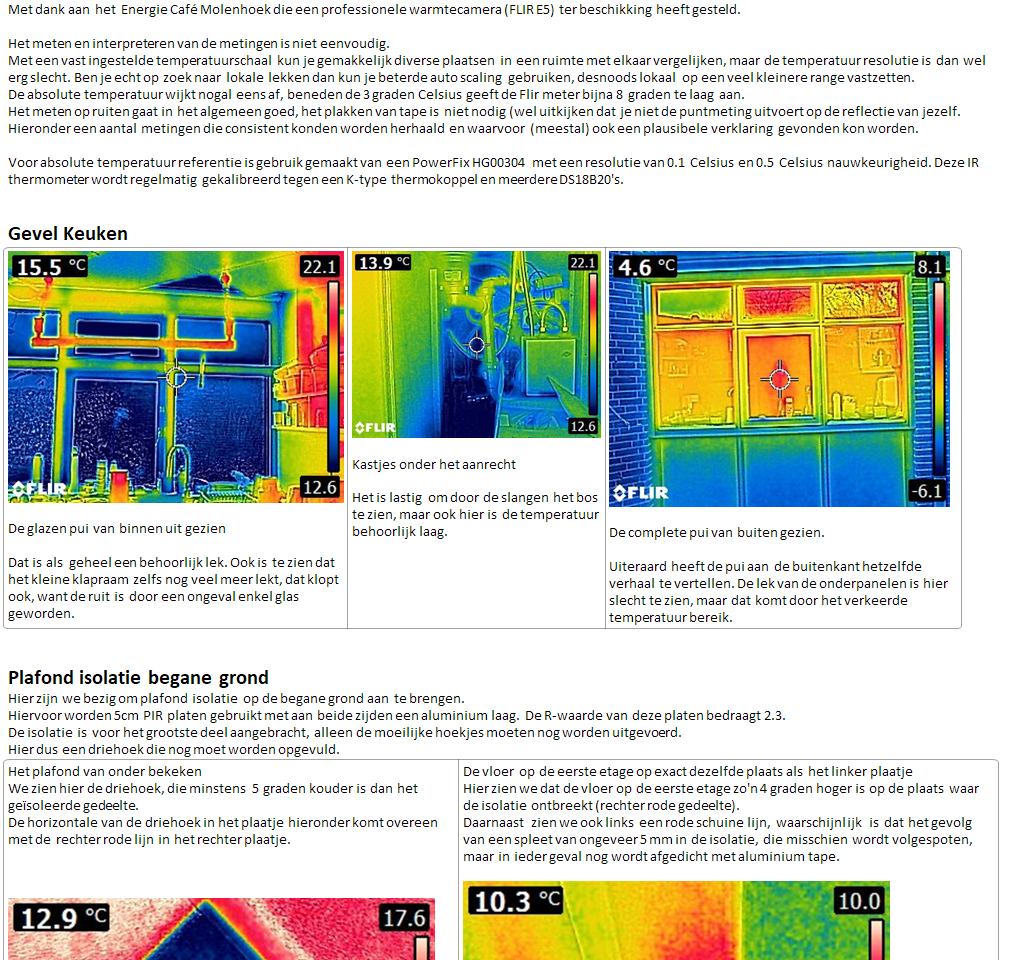 Met dank aan het Energie Café Molenhoek die een professionele warmtecamera (FLIR E5) ter beschikking heeft gesteld.
Het meten en interpreteren van de metingen is niet eenvoudig.
Met een vast ingestelde temperatuurschaal kun je gemakkelijk diverse plaatsen in een ruimte met elkaar vergelijken, maar de temperatuur resolutie is dan wel
erg slecht. Ben je echt op zoek naar lokale lekken dan kun je beter de auto scaling gebruiken, desnoods lokaal op een veel kleinere range vastzetten.
De absolute temperatuur wijkt nogal eens af, beneden de 3 graden Celsius geeft de Flir meter bijna 8 graden te laag aan.
Het meten op ruiten gaat in het algemeen goed, het plakken van tape is niet nodig (wel uitkijken dat je niet de puntmeting uitvoert op de reflectie van jezelf.
Hieronder een aantal metingen die consistent konden worden herhaald en waarvoor (meestal) ook een plausibele verklaring gevonden kon worden.
Voor absolute temperatuur referentie is gebruik gemaakt van een PowerFix HG00304 met een resolutie van 0.1 Celsius en 0.5 Celsius nauwkeurigheid. Deze IR
thermometer wordt regelmatig gekalibreerd tegen een K-type thermokoppel en meerdere DS18B20's.
Gevel Keuken
15.5 °C
22.1
12.6
FLIR
De glazen pui van binnen uit gezien
Dat is als geheel een behoorlijk lek. Ook is te zien dat
het kleine klapraam zelfs nog veel meer lekt, dat klopt
ook, want de ruit is door een ongeval enkel glas
geworden.
13.9 °C
22.1
12.6
FLIR
Kastjes onder het aanrecht
Het is lastig om door de slangen het bos
te zien, maar ook hier is de temperatuur
behoorlijk laag.
4.6 °C
8.1
-6.1
FLIR
De complete pui van buiten gezien.
Uiteraard heeft de pui aan de buitenkant hetzelfde
verhaal te vertellen. De lek van de onderpanelen is hier
slecht te zien, maar dat komt door het verkeerde
temperatuur bereik.
Plafond isolatie begane grond
Hier zijn we bezig om plafond isolatie op de begane grond aan te brengen.
Hiervoor worden 5cm PIR platen gebruikt met aan beide zijden een aluminium laag. De R-waarde van deze platen bedraagt 2.3.
De isolatie is voor het grootste deel aangebracht, alleen de moeilijke hoekjes moeten nog worden uitgevoerd.
Hier dus een driehoek die nog moet worden opgevuld.
Het plafond van onder bekeken
We zien hier de driehoek, die minstens 5 graden kouder is dan het
geïsoleerde gedeelte.
De horizontale van de driehoek in het plaatje hieronder komt overeen
met de rechter rode lijn in het rechter plaatje.
12.9 °C
17.6
De vloer op de eerste etage op exact dezelfde plaats als het linker plaatje
Hier zien we dat de vloer op de eerste etage zo'n 4 graden hoger is op de plaats waar
de isolatie ontbreekt (rechter rode gedeelte).
Daarnaast zien we ook links een rode schuine lijn, waarschijnlijk is dat het gevolg
van een spleet van ongeveer 5 mm in de isolatie, die misschien wordt volgespoten,
maar in ieder geval nog wordt afgedicht met aluminium tape.
10.3 °C
10.0